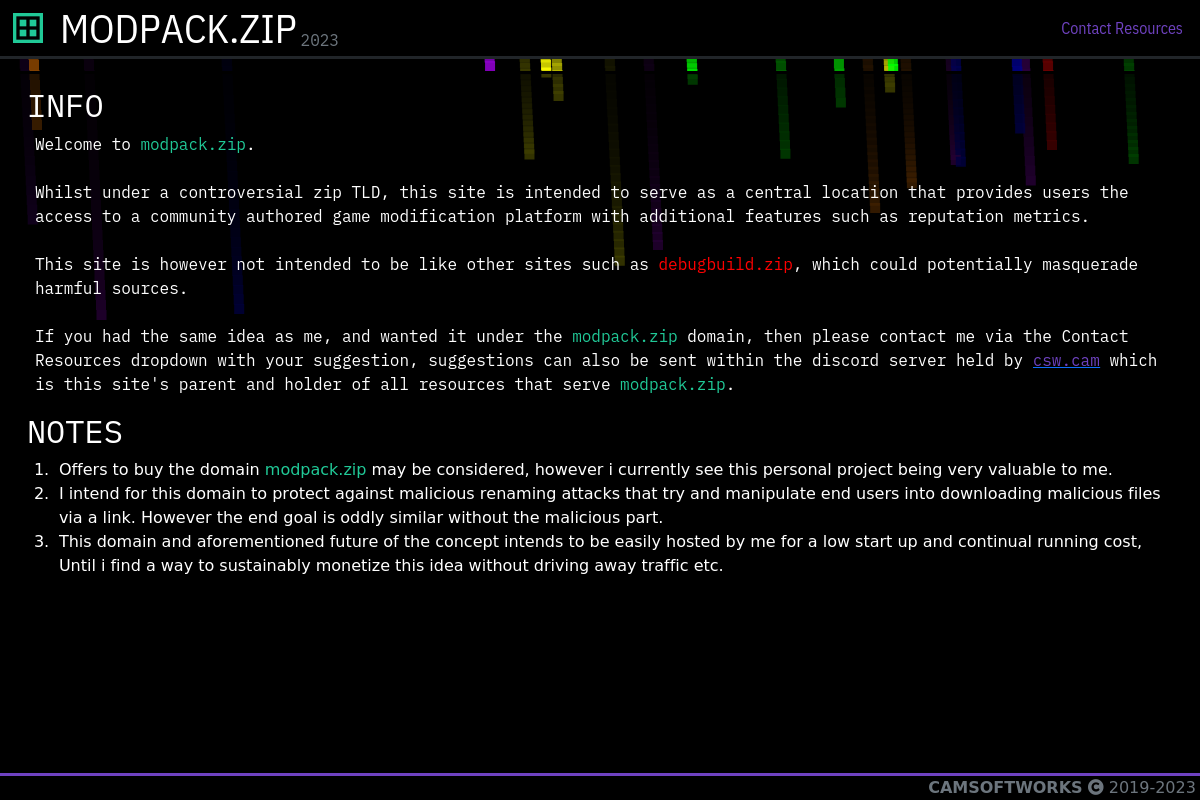 MODPACK.ZIP 2023
Contact Resources
INFO
Welcome to modpack.zip.
Whilst under a controversial zip TLD, this site is intended to serve as a central location that provides users the
access to a community authored game modification platform with additional features such as reputation metrics.
This site is however not intended to be like other sites such as debugbuild.zip, which could potentially masquerade
harmful sources.
If you had the same idea as me, and wanted it under the modpack.zip domain, then please contact me via the Contact
Resources dropdown with your suggestion, suggestions can also be sent within the discord server held by csw.cam which
is this site's parent and holder of all resources that serve modpack.zip.
NOTES
1. Offers to buy the domain modpack.zip may be considered, however i currently see this personal project being very valuable to me.
2. I intend for this domain to protect against malicious renaming attacks that try and manipulate end users into downloading malicious files
via a link. However the end goal is oddly similar without the malicious part.
3. This domain and aforementioned future of the concept intends to be easily hosted by me for a low start up and continual running cost,
Until i find a way to sustainably monetize this idea without driving away traffic etc.
CAMSOFTWORKS © 2019-2023